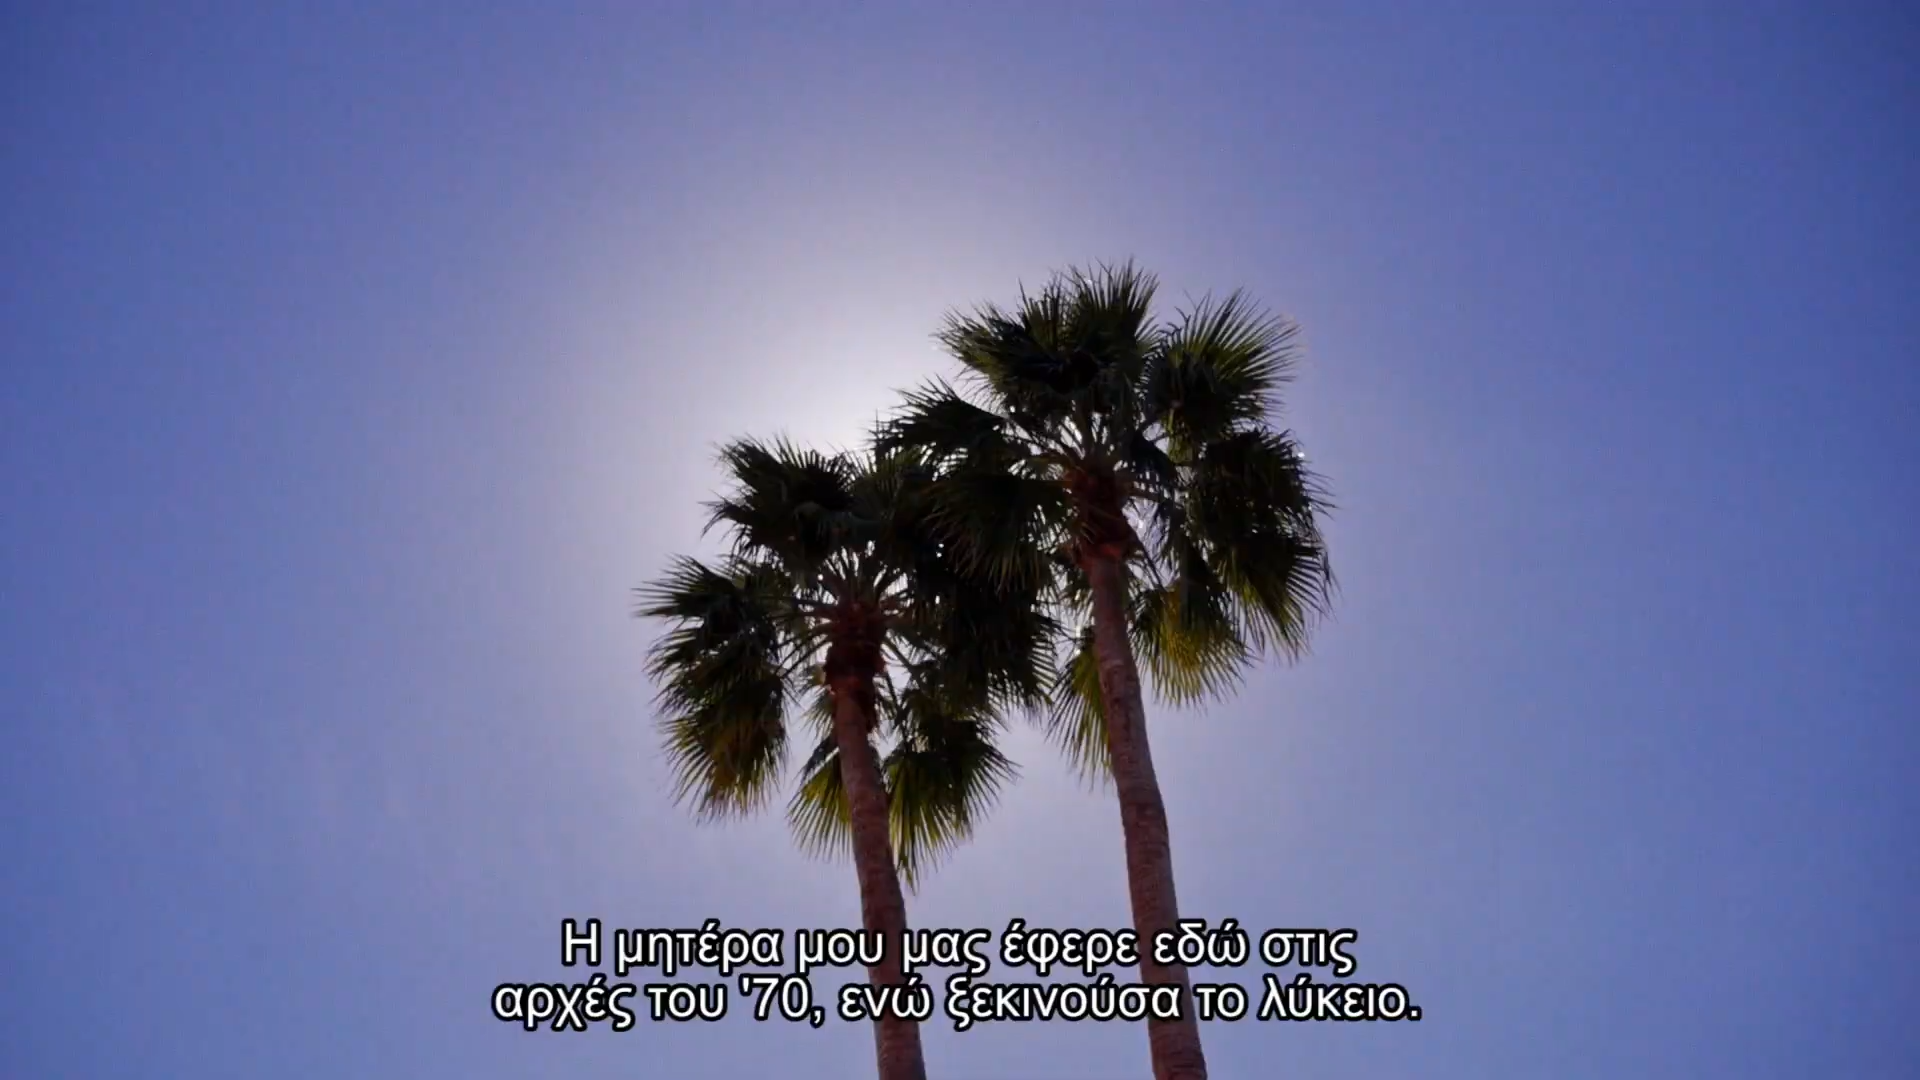 Η μητέρα μου μας έφερε εδώ στις
αρχές του '70, ενώ ξεκινούσα το λύκειο.